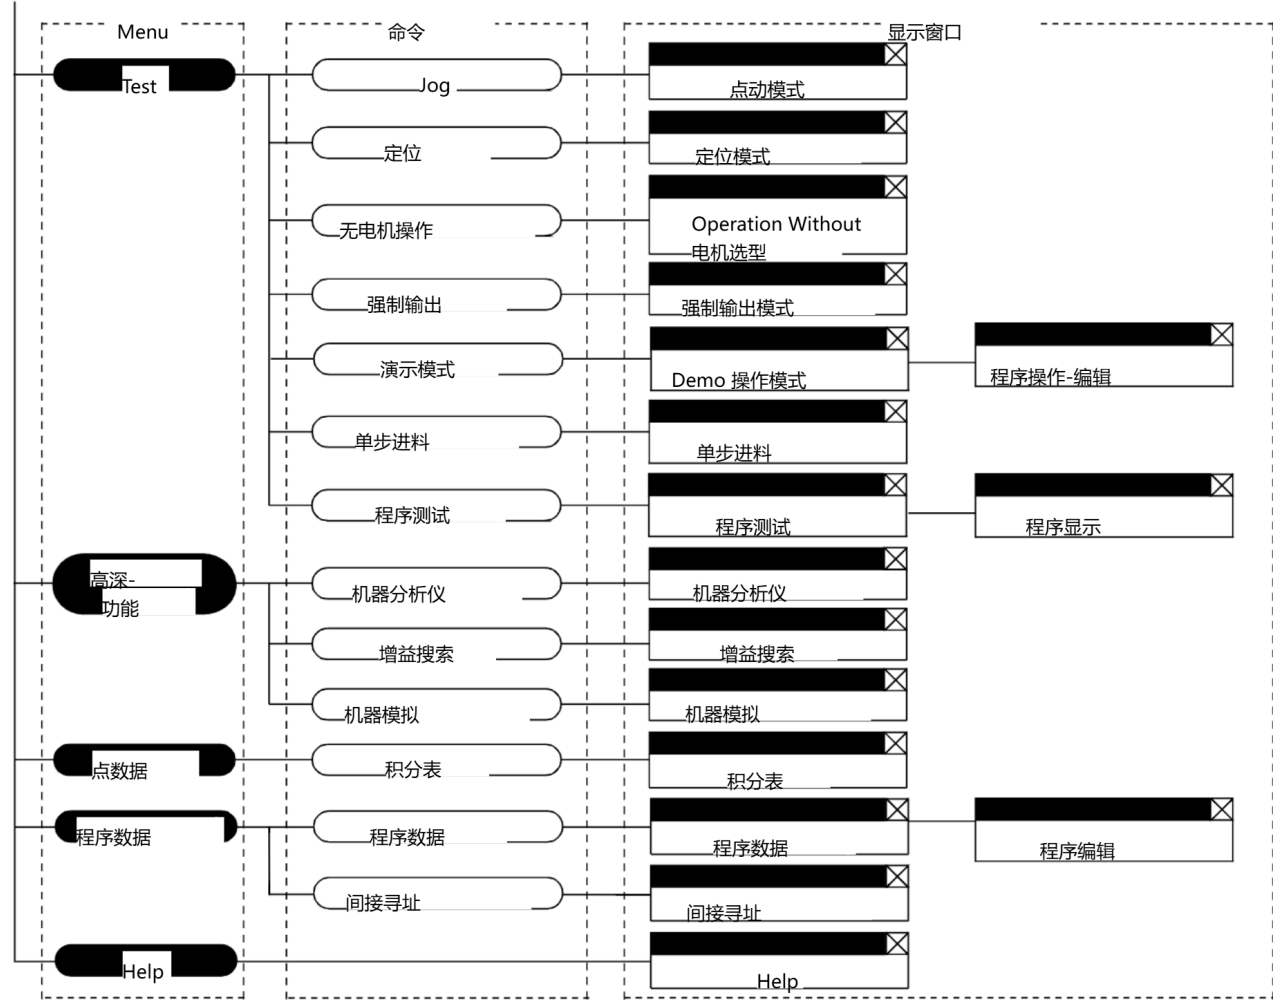 Menu 命令 显示窗口
Test Jog 点动模式
定位 定位模式
无电机操作 Operation Without
电机选型
强制输出 强制输出模式
演示模式 Demo 操作模式 程序操作-编辑
单步进料 单步进料
程序测试 程序测试 程序显示
高深-
功能
机器分析仪 机器分析仪
增益搜索 增益搜索
机器模拟 机器模拟
点数据 积分表 积分表
程序数据 程序数据 程序数据 程序编辑
间接寻址 间接寻址
Help Help